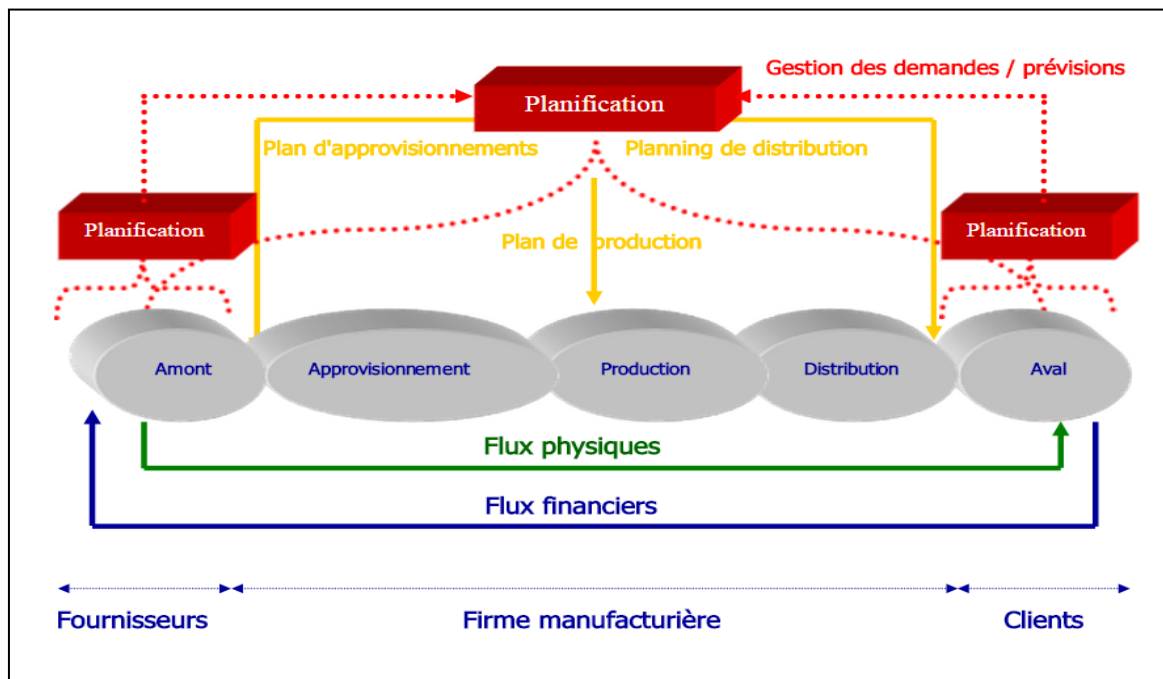 Gestion des demandes / prévisions
Planification
Plan d'approvisionnements
Planning de distribution
Planification
Planification
Plan de production
Amont
Approvisionnement
Production
Distribution
Aval
Flux physiques
Flux financiers
Fournisseurs
Firme manufacturière
Clients